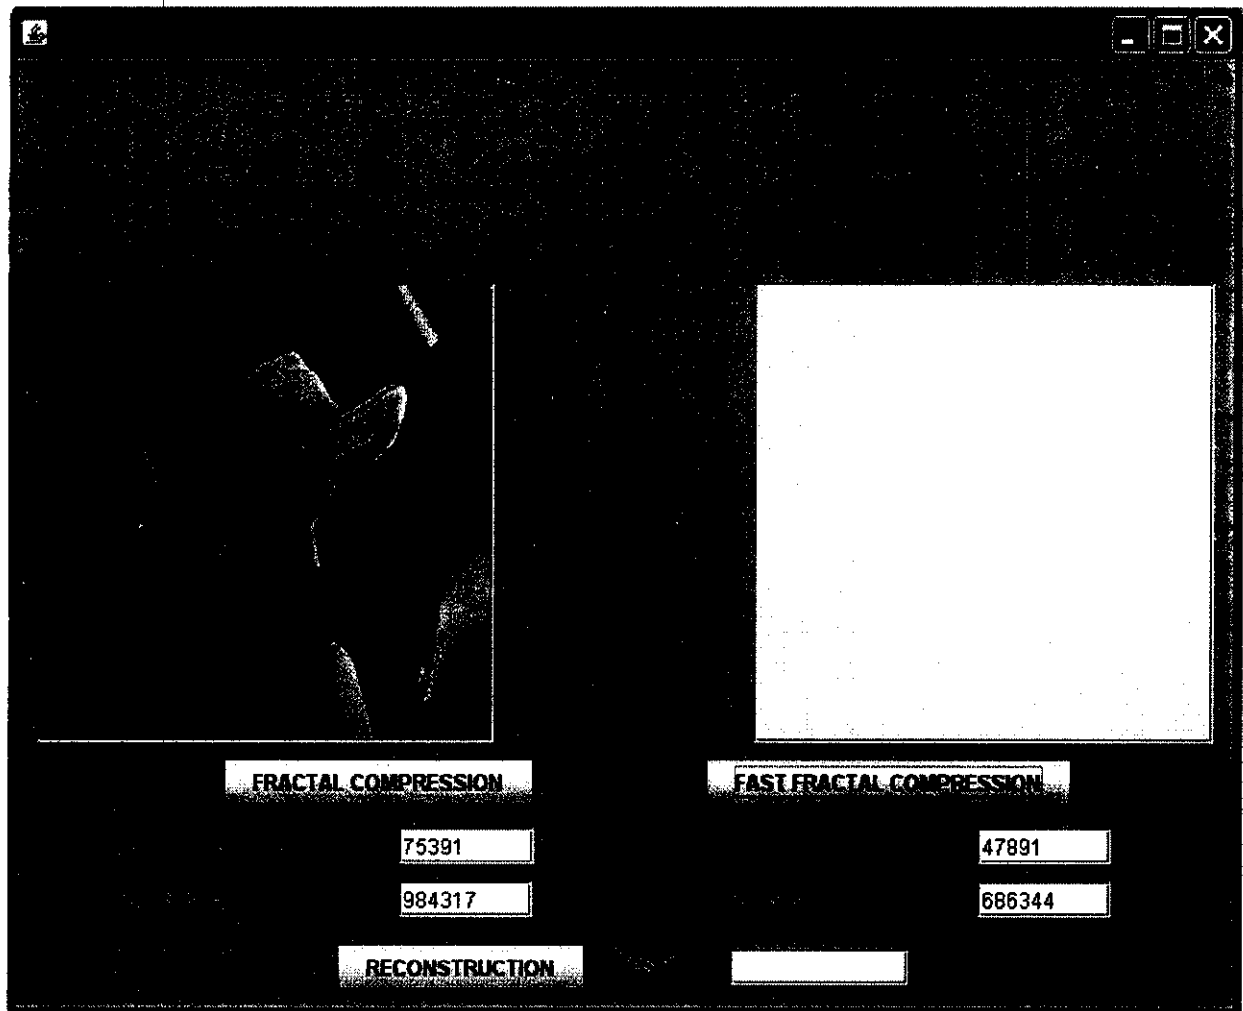 FRACTAL COMPRESSION
FAST FRACTAL COMPRESSION
75391
47891
984317
686344
RECONSTRUCTION